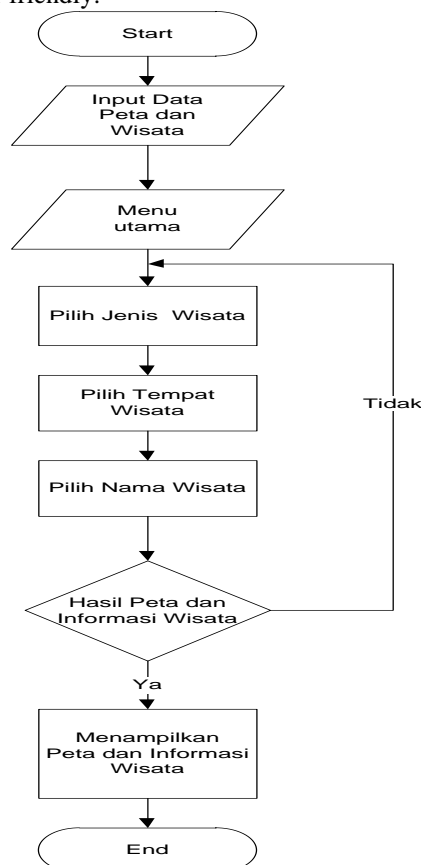 friendly.
Start
Input Data
Peta dan
Wisata
Menu
utama
Pilih Jenis Wisata
Pilih Tempat
Wisata
Tidak
Pilih Nama Wisata
Hasil Peta dan
Informasi Wisata
Ya
Menampilkan
Peta dan Informasi
Wisata
End